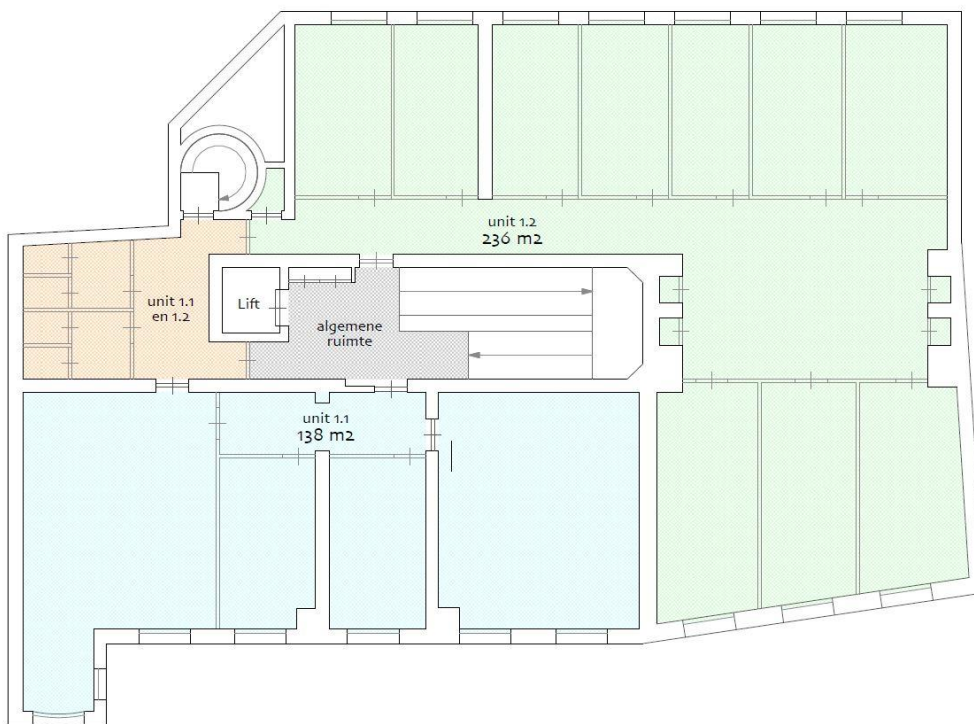 unit 1.2
236 m2
unit 1.1
en 1.2
Lift
algemene
ruimte
unit 1.1
138 m2